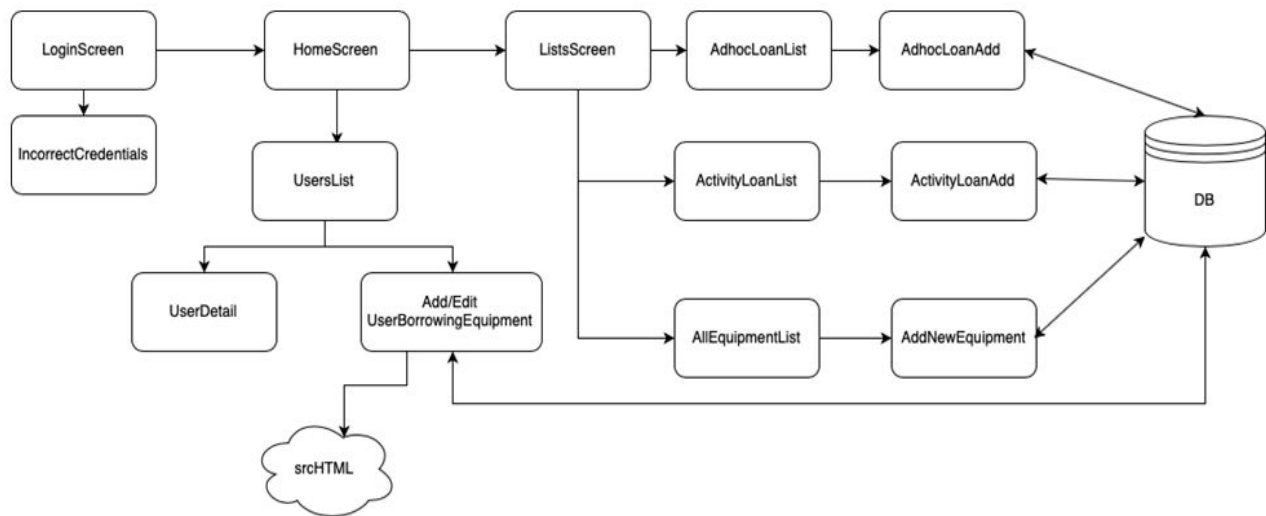 LoginScreen
HomeScreen
ListsScreen
AdhocLoanList
AdhocLoanAdd
IncorrectCredentials
UsersList
ActivityLoanList
ActivityLoanAdd
DB
UserDetail
Add/Edit
UserBorrowingEquipment
AllEquipmentList
AddNewEquipment
srcHTML